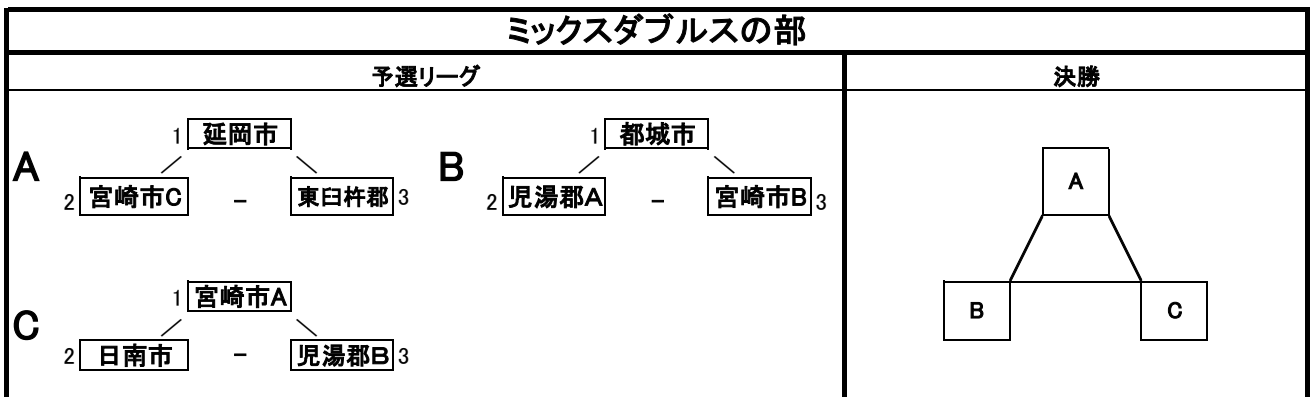 ミックスダブルスの部
予選リーグ 決勝
A
1 延岡市
2 宮崎市C － 東臼杵郡 3
B
1 都城市
2 児湯郡A － 宮崎市B 3
C
1 宮崎市A
2 日南市 － 児湯郡B 3
A
B C